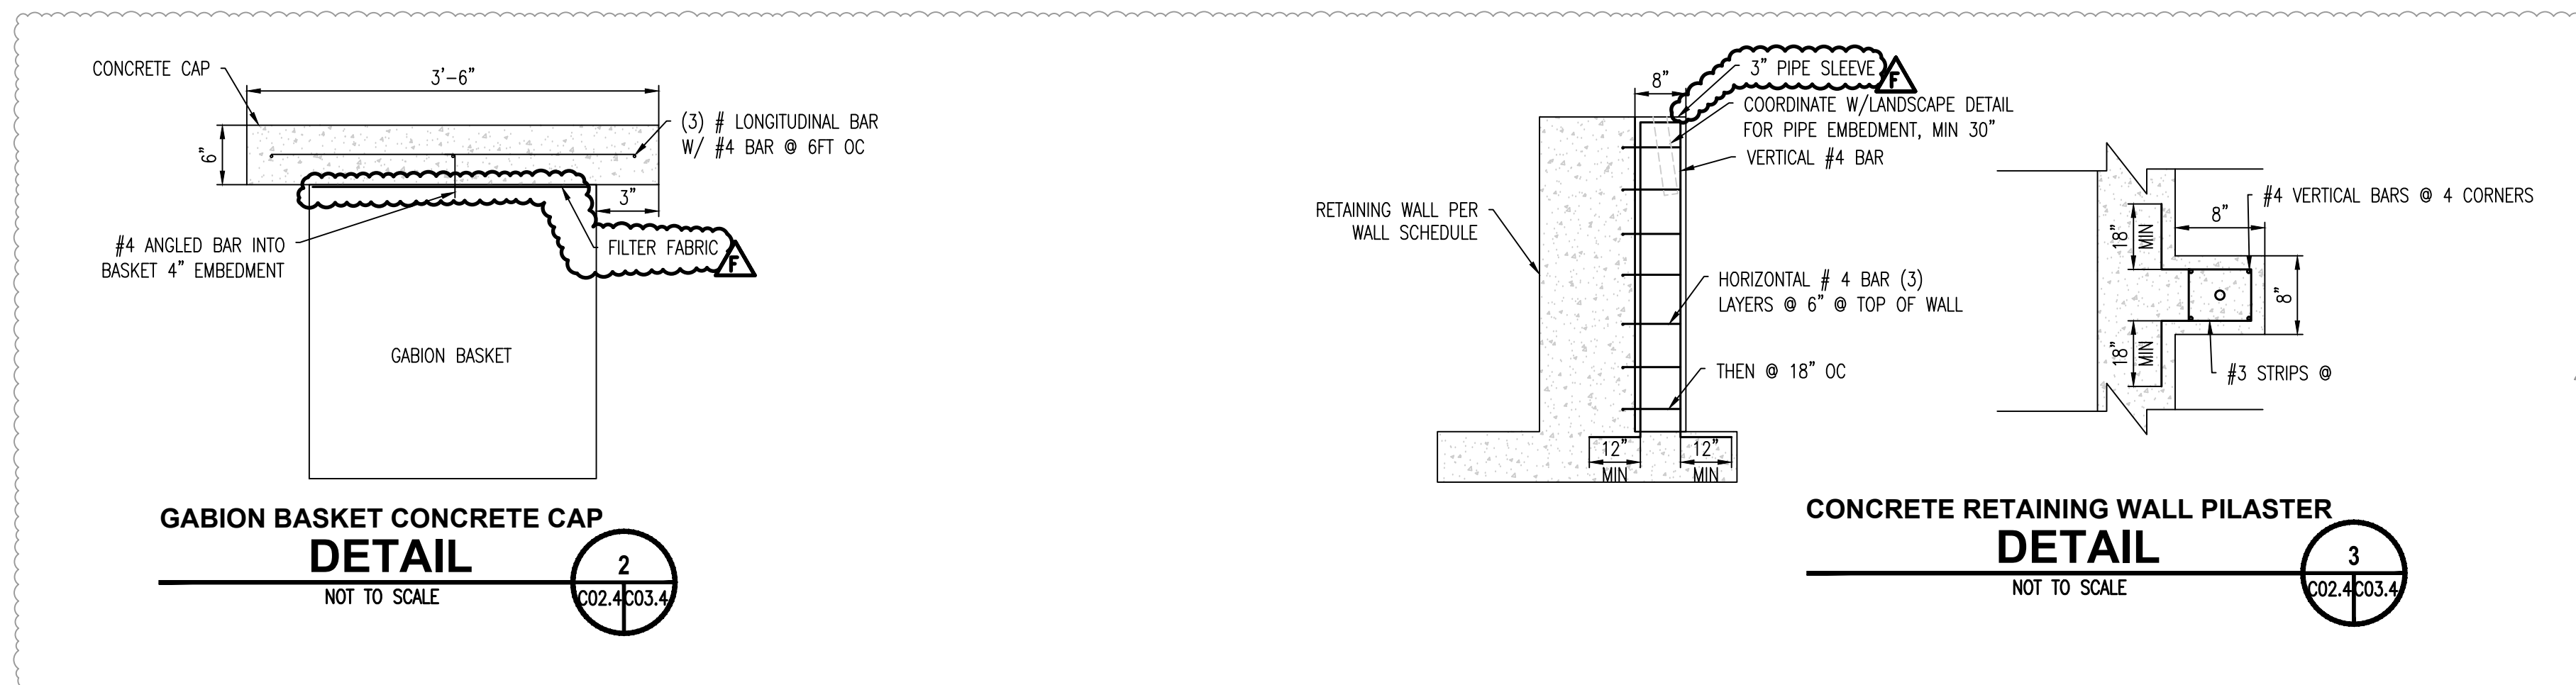 CONCRETE CAP
3'-6"
6"
(3) # LONGITUDINAL BAR
W/ #4 BAR @ 6FT OC
3"
#4 ANGLED BAR INTO
BASKET 4" EMBEDMENT
FILTER FABRIC
F
GABION BASKET
GABION BASKET CONCRETE CAP
DETAIL
NOT TO SCALE
2
C02.4 C03.4
8"
3" PIPE SLEEVE
F
COORDINATE W/LANDSCAPE DETAIL
FOR PIPE EMBEDMENT, MIN 30"
VERTICAL #4 BAR
RETAINING WALL PER
WALL SCHEDULE
HORIZONTAL # 4 BAR (3)
LAYERS @ 6" @ TOP OF WALL
THEN @ 18" OC
12"
MIN
12"
MIN
#4 VERTICAL BARS @ 4 CORNERS
8"
18"
MIN
8"
18"
MIN
#3 STRIPS @
CONCRETE RETAINING WALL PILASTER
DETAIL
NOT TO SCALE
3
C02.4 C03.4